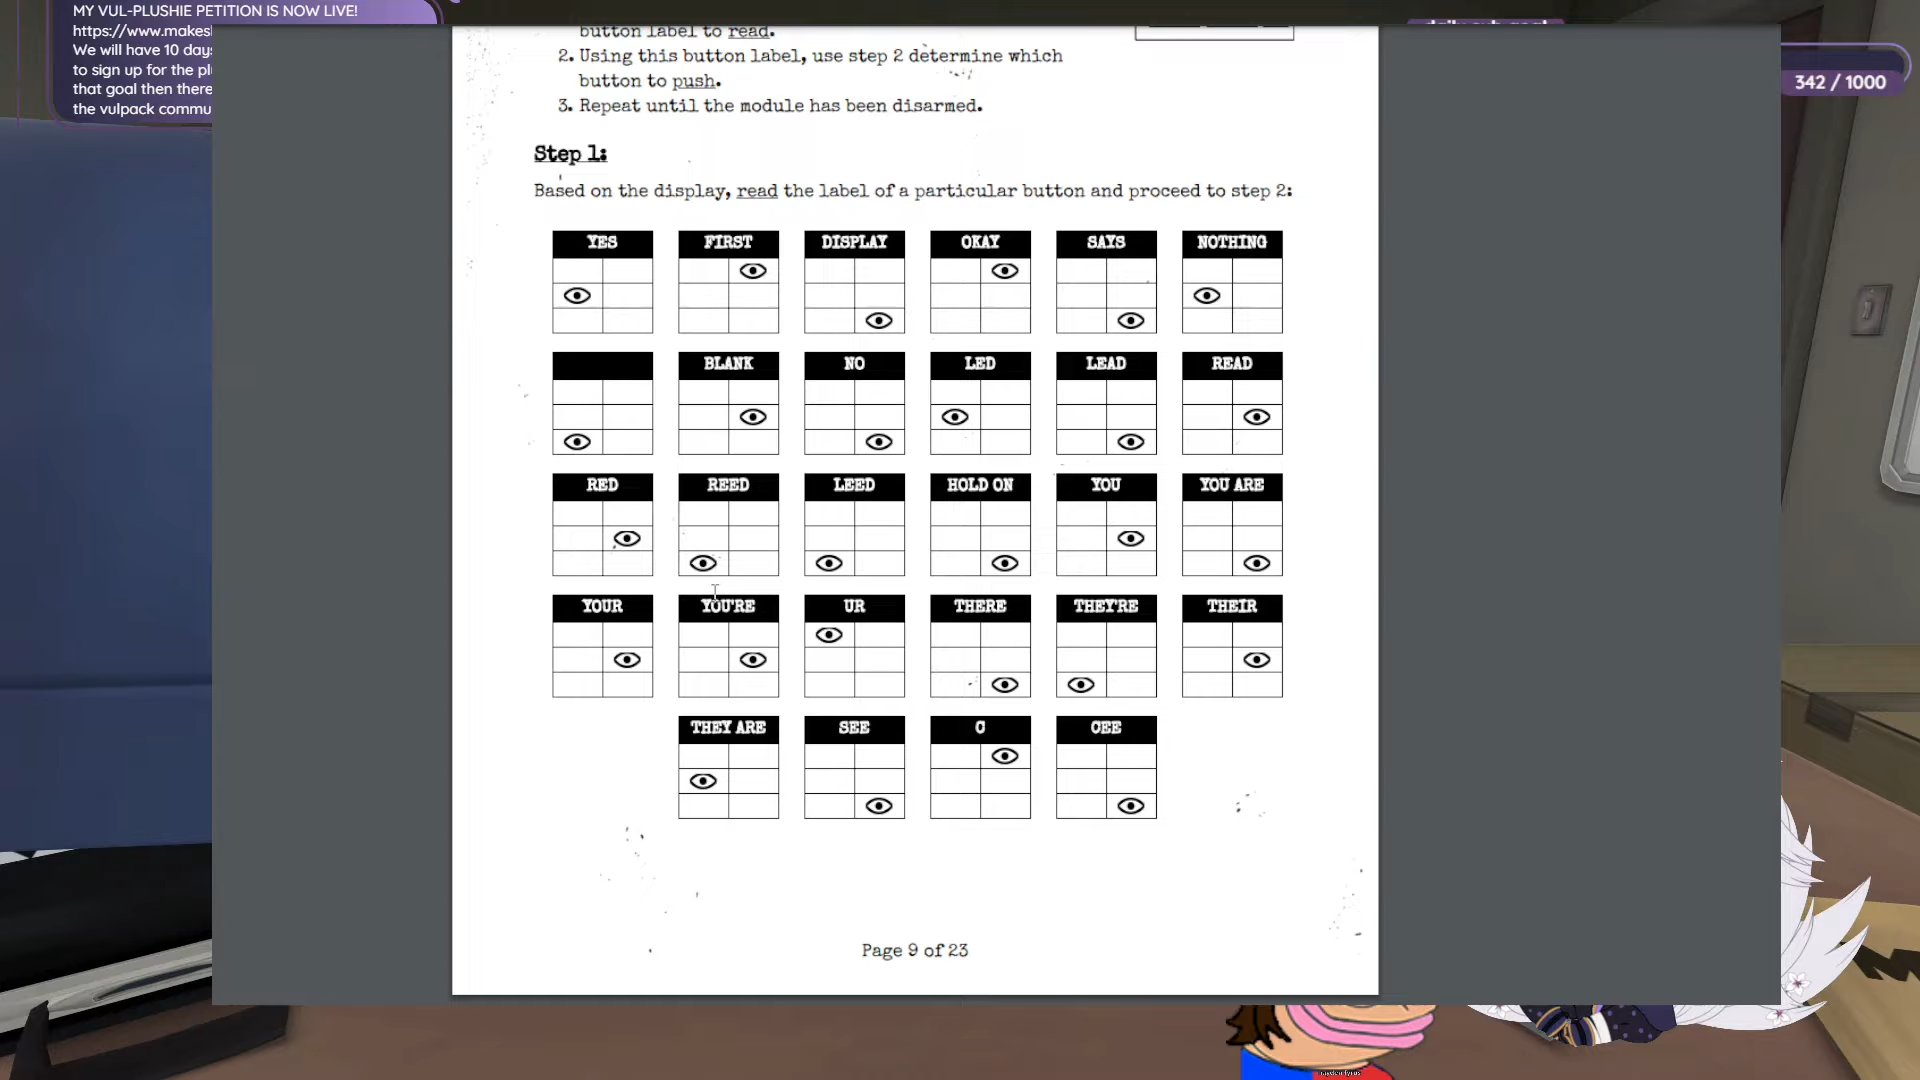 MY VUL-PLUSHIE PETITION IS NOW LIVE!
https://www.makesh
We will have 10 days
to sign up for the pl
that goal then there
the vulpack commu
342 / 1000
button label to read.
2. Using this button label, use step 2 determine which
button to push.
3. Repeat until the module has been disarmed.
Step 1:
Based on the display, read the label of a particular button and proceed to step 2:
YES FIRST DISPLAY OKAY SAYS NOTHING
BLANK NO LED LEAD READ
RED REED LEED HOLD ON YOU YOU ARE
YOUR YOU'RE UR THERE THEY'RE THEIR
THEY ARE SEE C CEE
Page 9 of 23